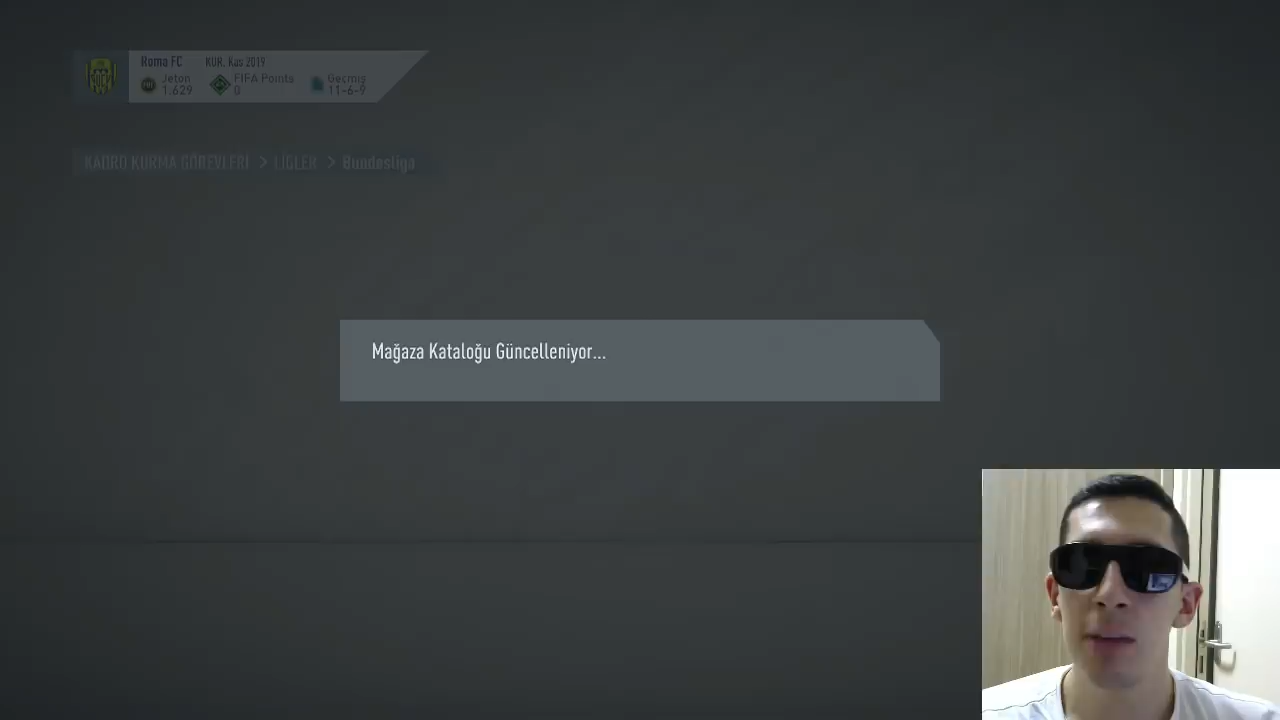 Roma FC KUR. Kas 2019
Jeton FIFA Points Geçmiş
1.629 0 11-6-9
KADRO KURMA GÖREVLERİ > LİGLER > Bundesliga
Mağaza Kataloğu Güncelleniyor...